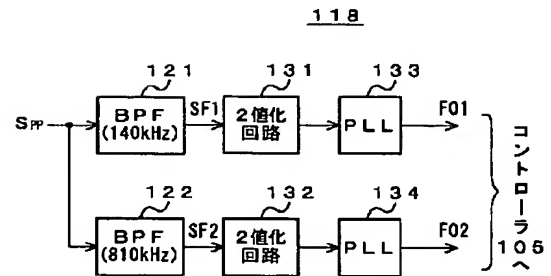 118
121
131
133
SPP
BPF
(140kHz)
SF1
2値化
回路
PLL
FO1
122
132
134
BPF
(810kHz)
SF2
2値化
回路
PLL
FO2
コントローラ105へ